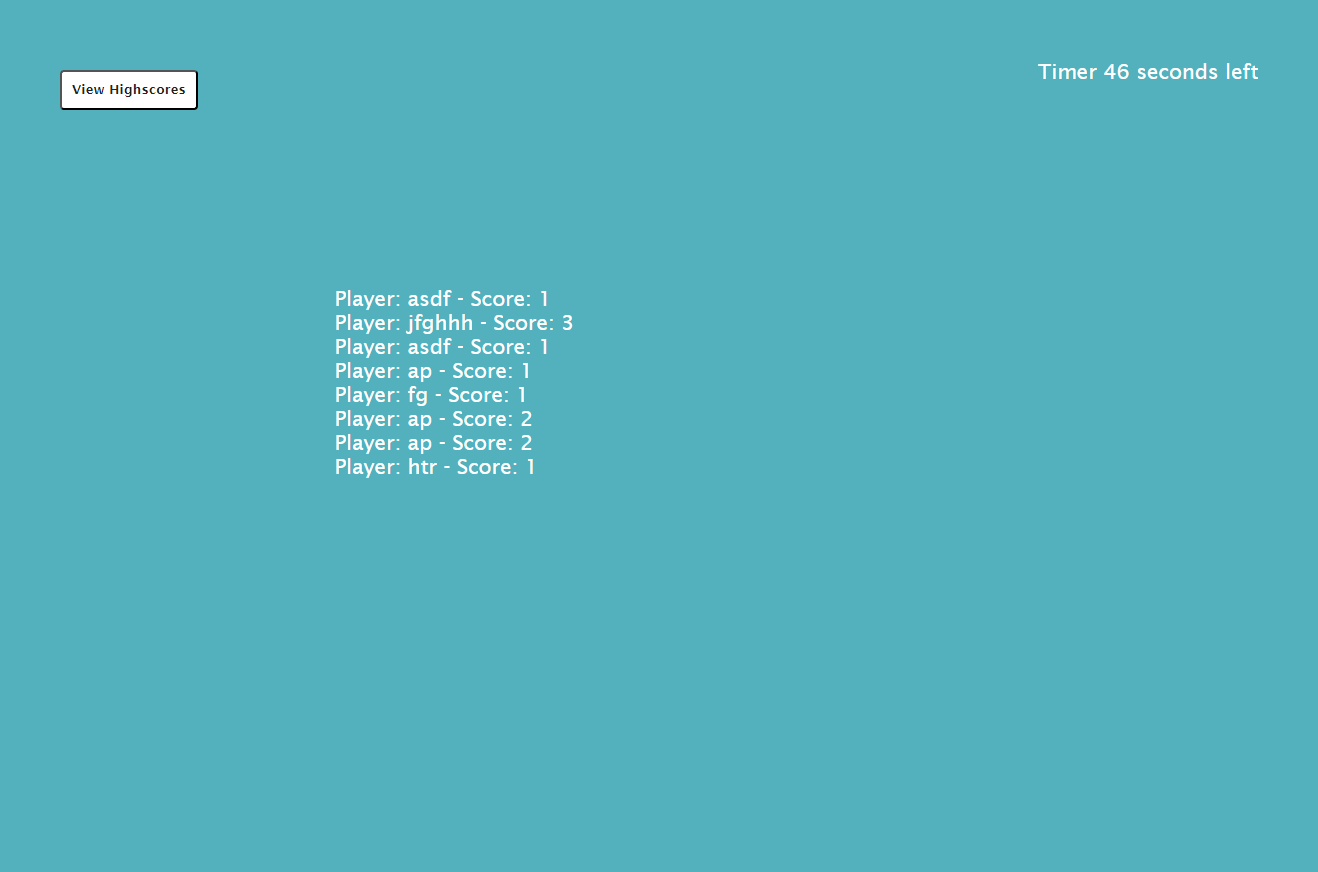 View Highscores
Timer 46 seconds left
Player: asdf - Score: 1
Player: jfghhh - Score: 3
Player: asdf - Score: 1
Player: ap - Score: 1
Player: fg - Score: 1
Player: ap - Score: 2
Player: ap - Score: 2
Player: htr - Score: 1